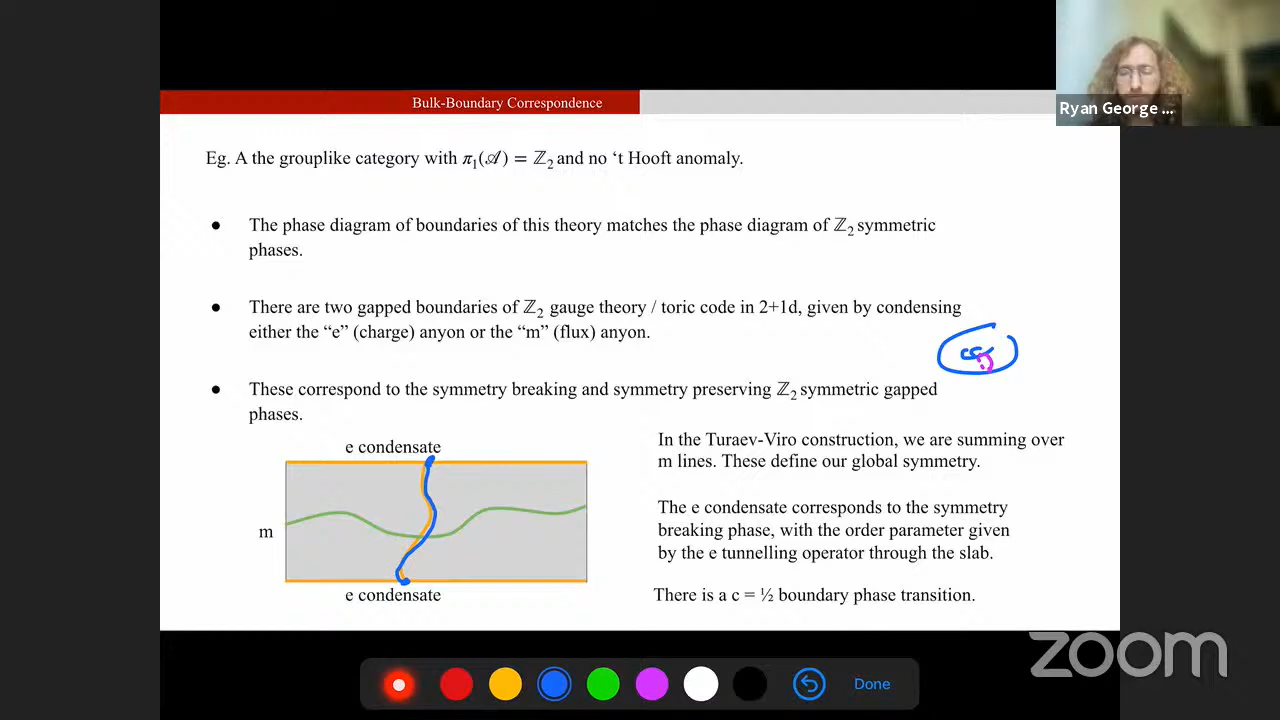 Bulk-Boundary Correspondence
Ryan George ...
Eg. A the grouplike category with π₁(𝒜) = ℤ₂ and no ‘t Hooft anomaly.
● The phase diagram of boundaries of this theory matches the phase diagram of ℤ₂ symmetric
phases.
● There are two gapped boundaries of ℤ₂ gauge theory / toric code in 2+1d, given by condensing
either the “e” (charge) anyon or the “m” (flux) anyon.
● These correspond to the symmetry breaking and symmetry preserving ℤ₂ symmetric gapped
phases.
e condensate
m
e condensate
In the Turaev-Viro construction, we are summing over
m lines. These define our global symmetry.
The e condensate corresponds to the symmetry
breaking phase, with the order parameter given
by the e tunnelling operator through the slab.
There is a c = ½ boundary phase transition.
zoom
Done